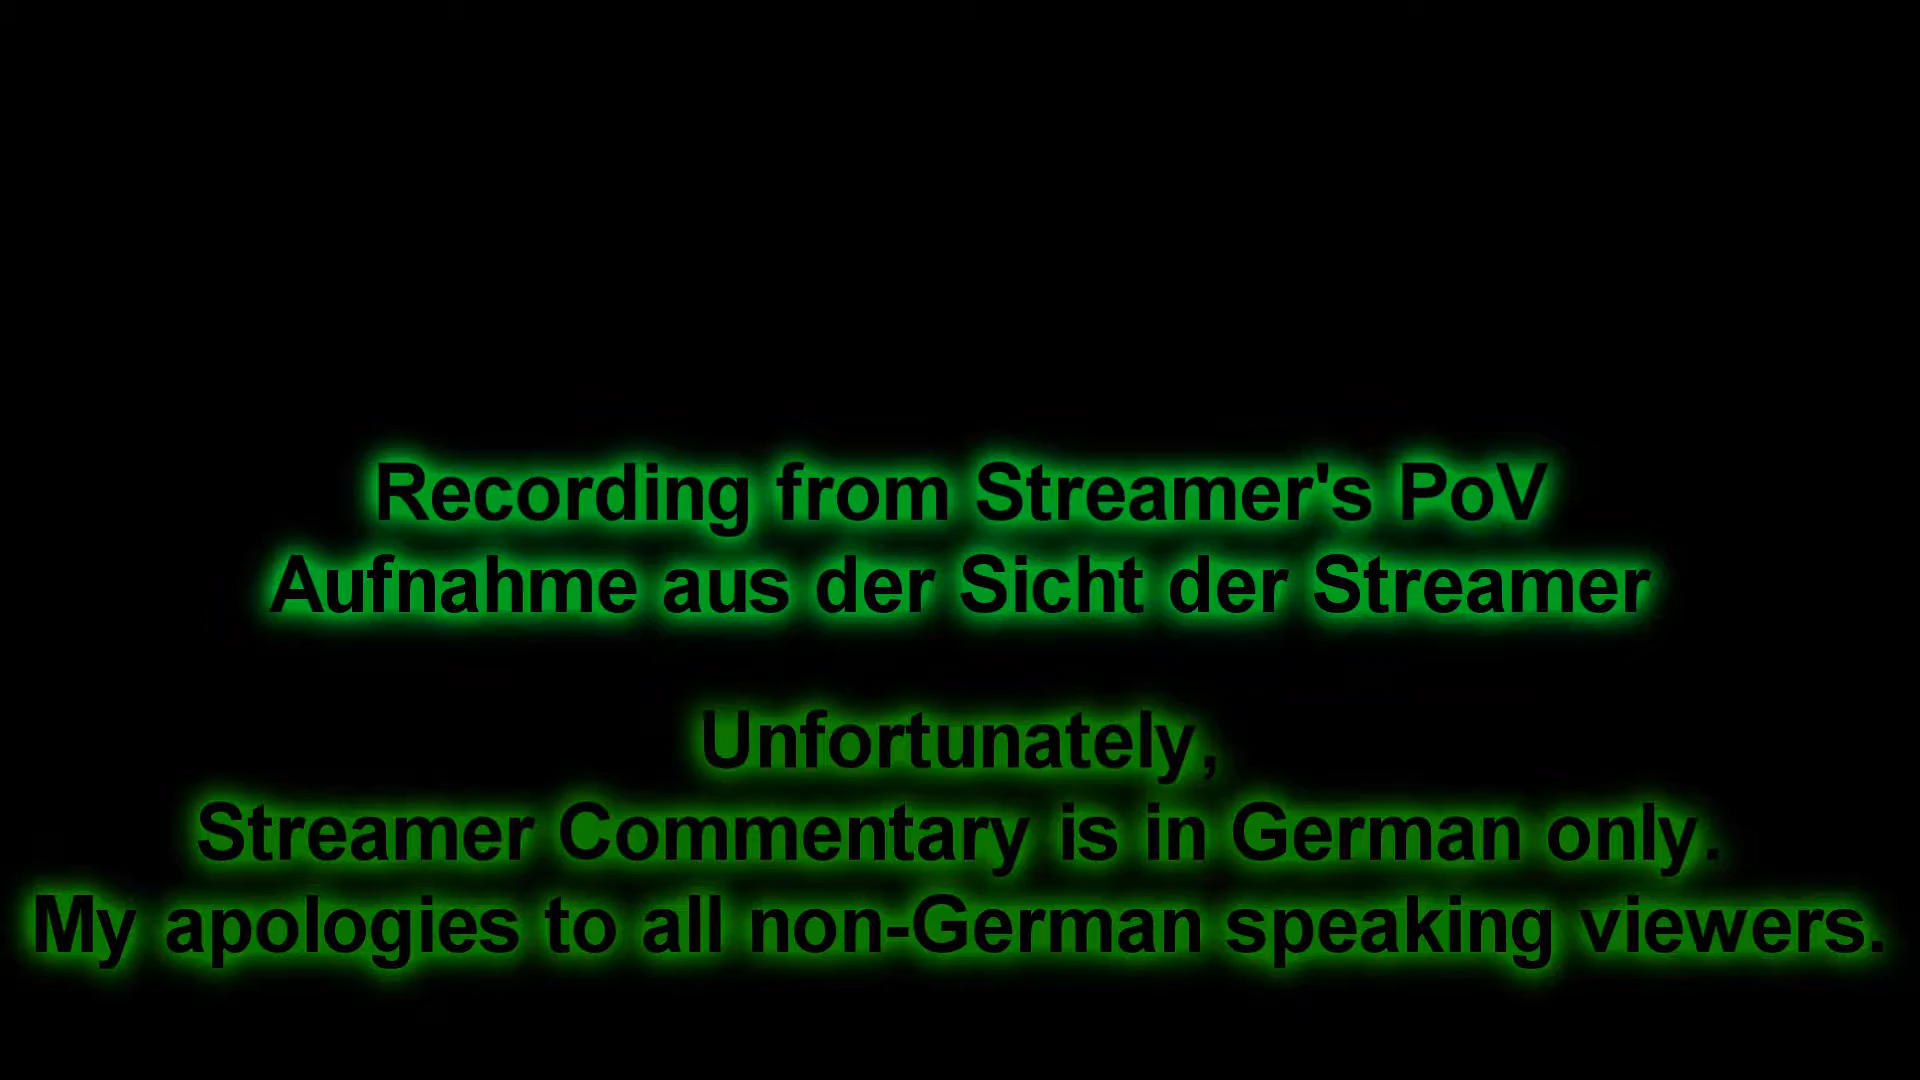 Recording from Streamer's PoV
Aufnahme aus der Sicht der Streamer
Unfortunately,
Streamer Commentary is in German only.
My apologies to all non-German speaking viewers.